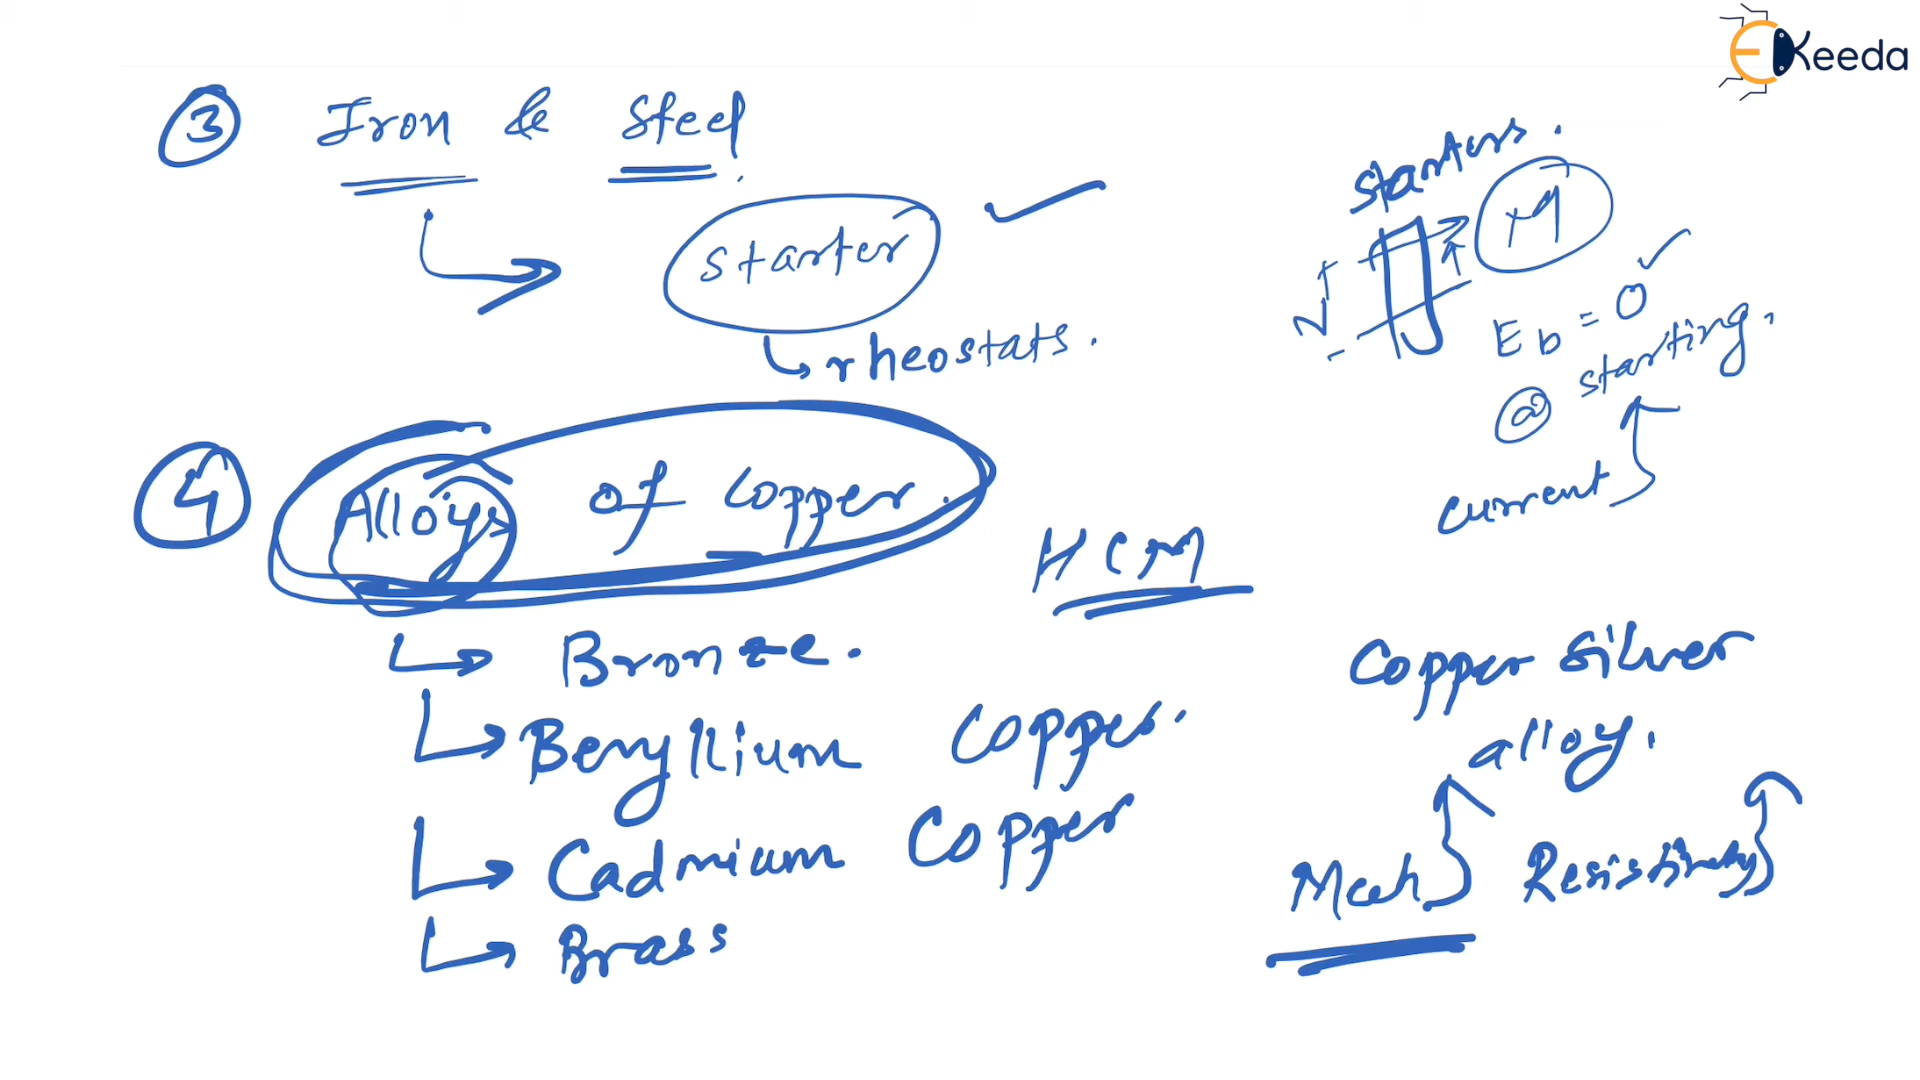 EKeeda
③ Iron & Steel.
starter
rheostats.
starters.
M
+
V
-
Eb = 0
@ starting.
current ↑
④ Alloys of Copper.
HCM
Bronze.
Beryllium Copper.
Cadmium Copper
Brass
Copper Silver
alloy.
Mech ↑ Resistivity ↑